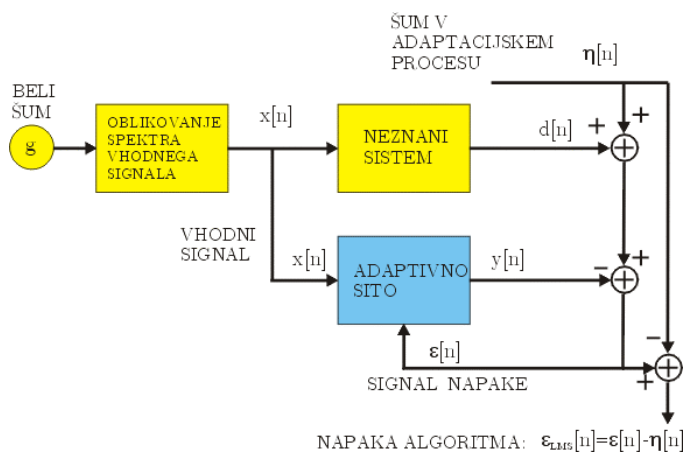 ŠUM V
ADAPTACIJSKEM
PROCESU
η[n]
BELI
ŠUM
g
OBLIKOVANJE
SPEKTRA
VHODNEGA
SIGNALA
x[n]
NEZNANI
SISTEM
d[n]
+
+
+
VHODNI
SIGNAL
x[n]
ADAPTIVNO
SITO
y[n]
−
+
+
ε[n]
SIGNAL NAPAKE
−
+
+
NAPAKA ALGORITMA: ε_LMS[n]=ε[n]-η[n]